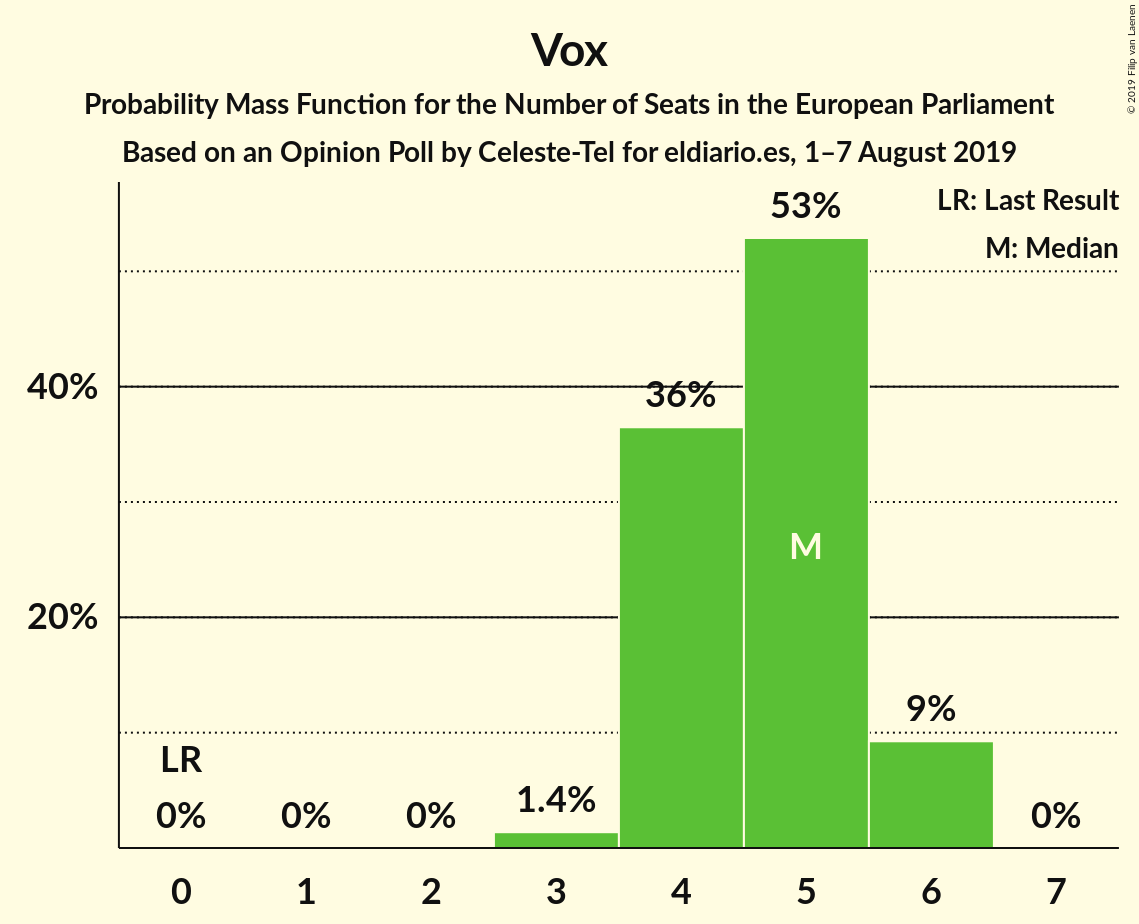 Vox
Probability Mass Function for the Number of Seats in the European Parliament
Based on an Opinion Poll by Celeste-Tel for eldiario.es, 1–7 August 2019
© 2019 Filip van Laenen
LR: Last Result
M: Median
53%
40%
36%
M
20%
9%
LR
1.4%
0%
0%
0%
0%
0 1 2 3 4 5 6 7